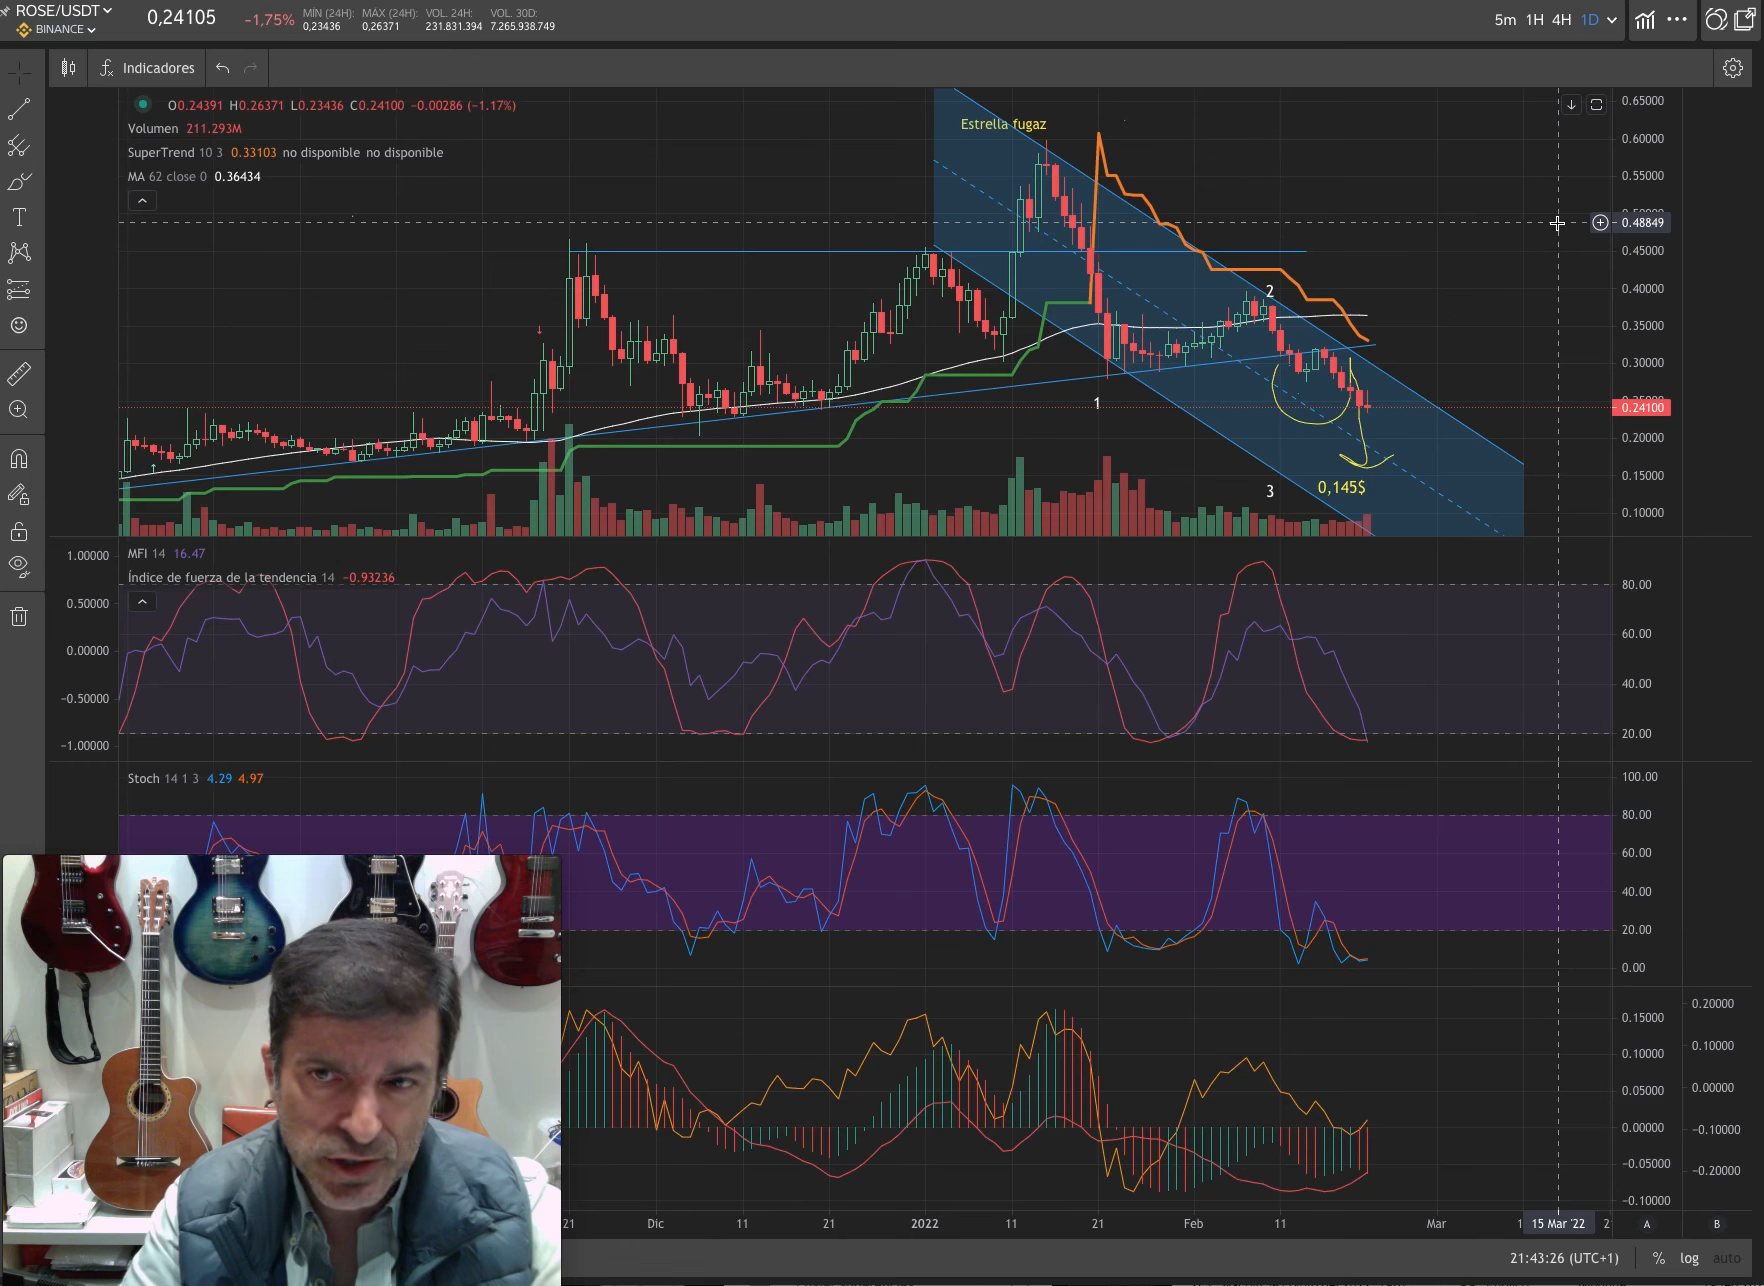 ROSE/USDT
BINANCE
0,24105
-1,75%
MÍN (24H): MÁX (24H): VOL. 24H: VOL. 30D:
0,23436 0,26371 231.831.394 7.265.938.749
5m 1H 4H 1D
Indicadores
O0.24391 H0.26371 L0.23436 C0.24100 −0.00286 (−1.17%)
Volumen 211.293M
SuperTrend 10 3 0.33103 no disponible no disponible
MA 62 close 0 0.36434
Estrella fugaz
2
1
3
0,145$
0.65000
0.60000
0.55000
0.48849
0.45000
0.40000
0.35000
0.30000
0.24100
0.20000
0.15000
0.10000
MFI 14 16.47
Índice de fuerza de la tendencia 14 −0.93236
1.00000
0.50000
0.00000
−0.50000
−1.00000
80.00
60.00
40.00
20.00
Stoch 14 1 3 4.29 4.97
100.00
80.00
60.00
40.00
20.00
0.00
0.15000
0.10000
0.05000
0.00000
−0.05000
−0.10000
0.20000
0.10000
0.00000
−0.10000
−0.20000
21 Dic 11 21 2022 11 21 Feb 11 Mar 15 Mar '22 A B
21:43:26 (UTC+1) % log auto